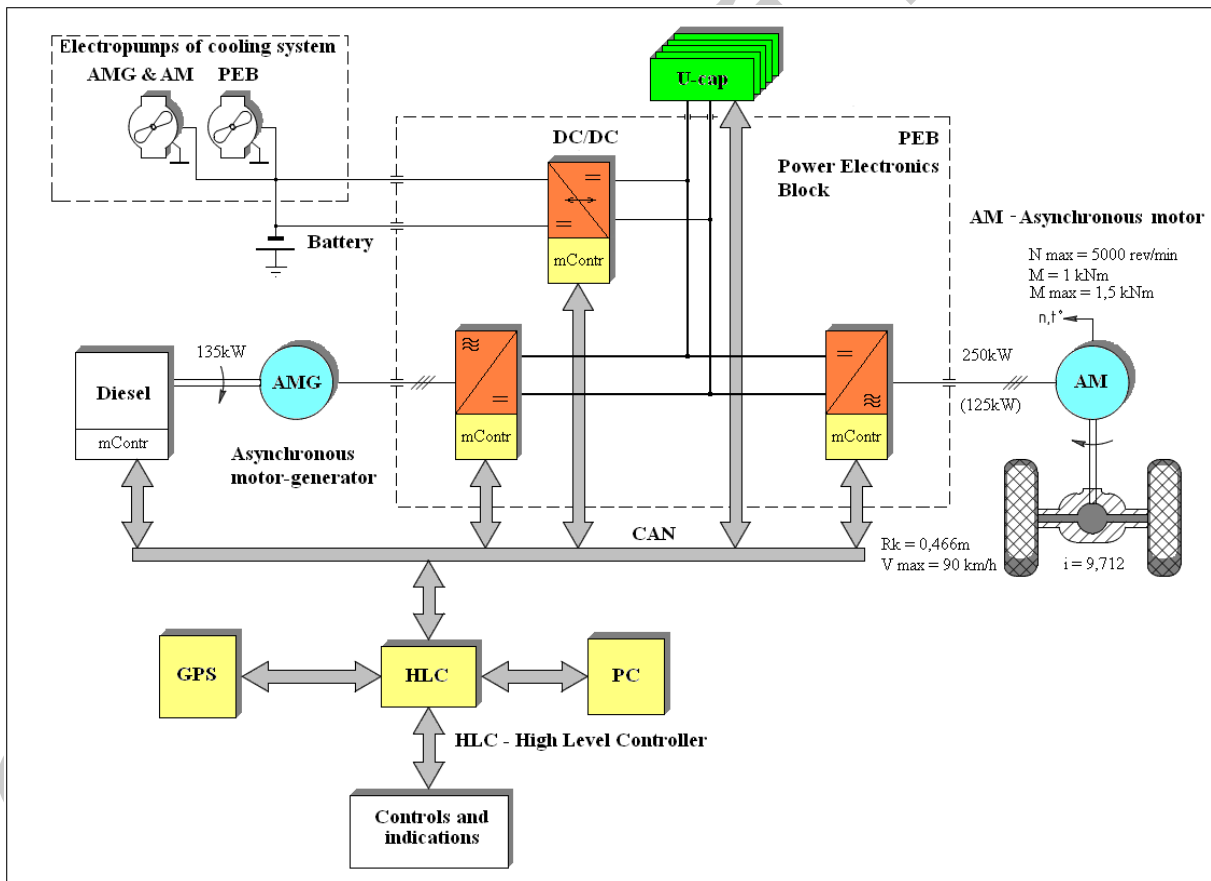 Electropumps of cooling system
AMG & AM
PEB
U-cap
DC/DC
PEB
Power Electronics
Block
mContr
Battery
AM - Asynchronous motor
N max = 5000 rev/min
M = 1 kNm
M max = 1,5 kNm
n,t°
Diesel
mContr
135kW
AMG
Asynchronous
motor-generator
mContr
mContr
250kW
(125kW)
AM
CAN
Rk = 0,466m
V max = 90 km/h
i = 9,712
GPS
HLC
PC
HLC - High Level Controller
Controls and
indications